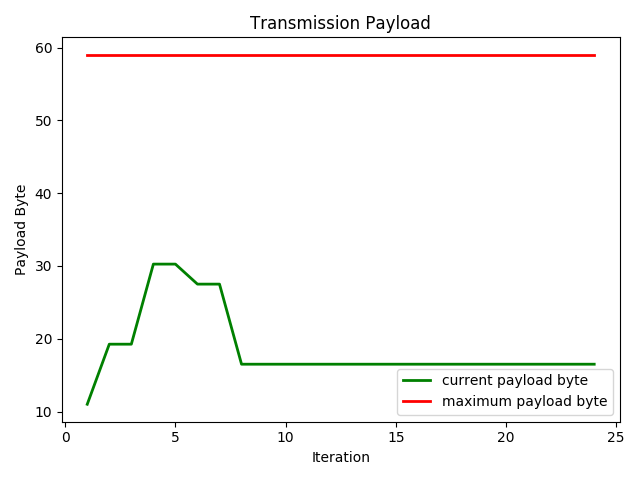 Transmission Payload
60
50
40
30
20
10
Payload Byte
0
5
10
15
20
25
Iteration
current payload byte
maximum payload byte